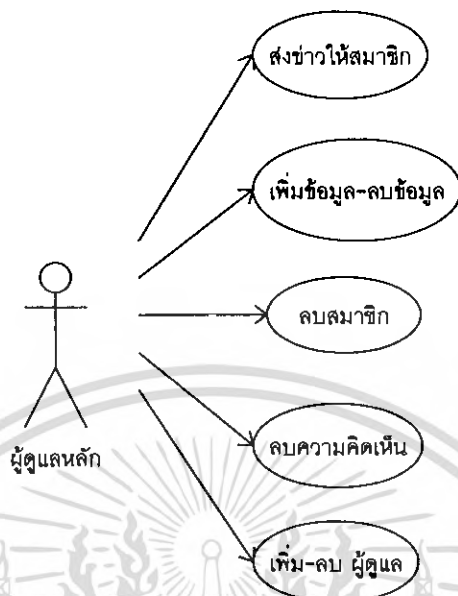 ส่งข่าวให้สมาชิก
เพิ่มข้อมูล-ลบข้อมูล
ลบสมาชิก
ผู้ดูแลหลัก
ลบความคิดเห็น
เพิ่ม-ลบ ผู้ดูแล